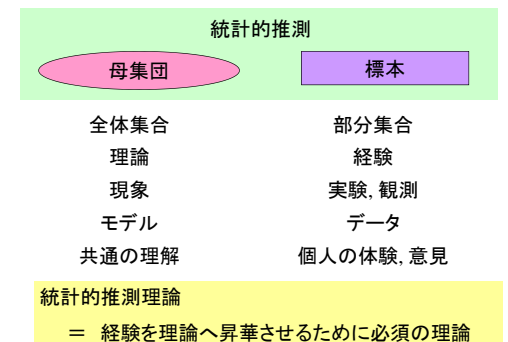 統計的推測
母集団 標本
全体集合 部分集合
理論 経験
現象 実験, 観測
モデル データ
共通の理解 個人の体験, 意見
統計的推測理論
＝ 経験を理論へ昇華させるために必須の理論